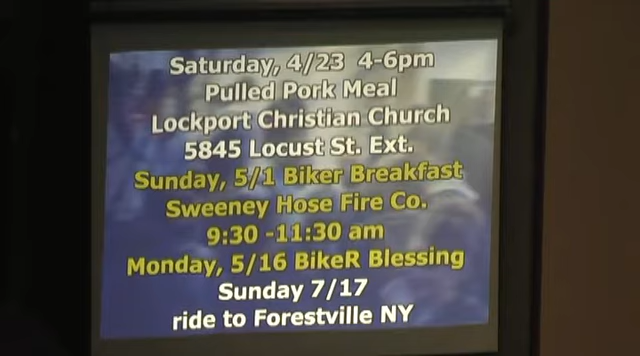 Saturday, 4/23 4-6pm
Pulled Pork Meal
Lockport Christian Church
5845 Locust St. Ext.
Sunday, 5/1 Biker Breakfast
Sweeney Hose Fire Co.
9:30 -11:30 am
Monday, 5/16 BikeR Blessing
Sunday 7/17
ride to Forestville NY